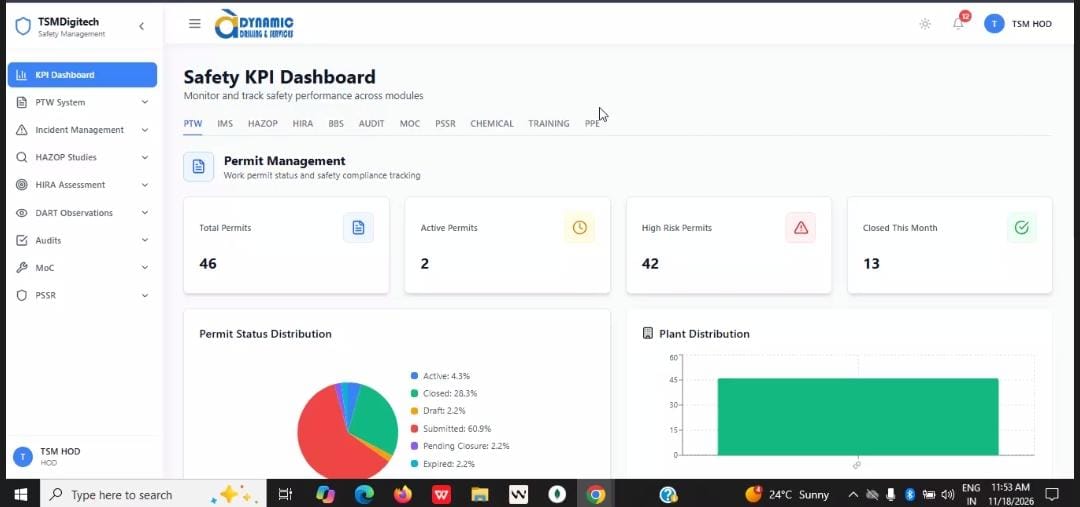 TSMDigitech
Safety Management
DYNAMIC
DRILLING & SERVICES
12
T
TSM HOD
KPI Dashboard
PTW System
Incident Management
HAZOP Studies
HIRA Assessment
DART Observations
Audits
MoC
PSSR
T
TSM HOD
HOD
Safety KPI Dashboard
Monitor and track safety performance across modules
PTW IMS HAZOP HIRA BBS AUDIT MOC PSSR CHEMICAL TRAINING PPE
Permit Management
Work permit status and safety compliance tracking
Total Permits
46
Active Permits
2
High Risk Permits
42
Closed This Month
13
Permit Status Distribution
Active: 4.3%
Closed: 28.3%
Draft: 2.2%
Submitted: 60.9%
Pending Closure: 2.2%
Expired: 2.2%
Plant Distribution
60
45
30
15
0
Type here to search
24°C Sunny
ENG
IN
11:53 AM
11/18/2026